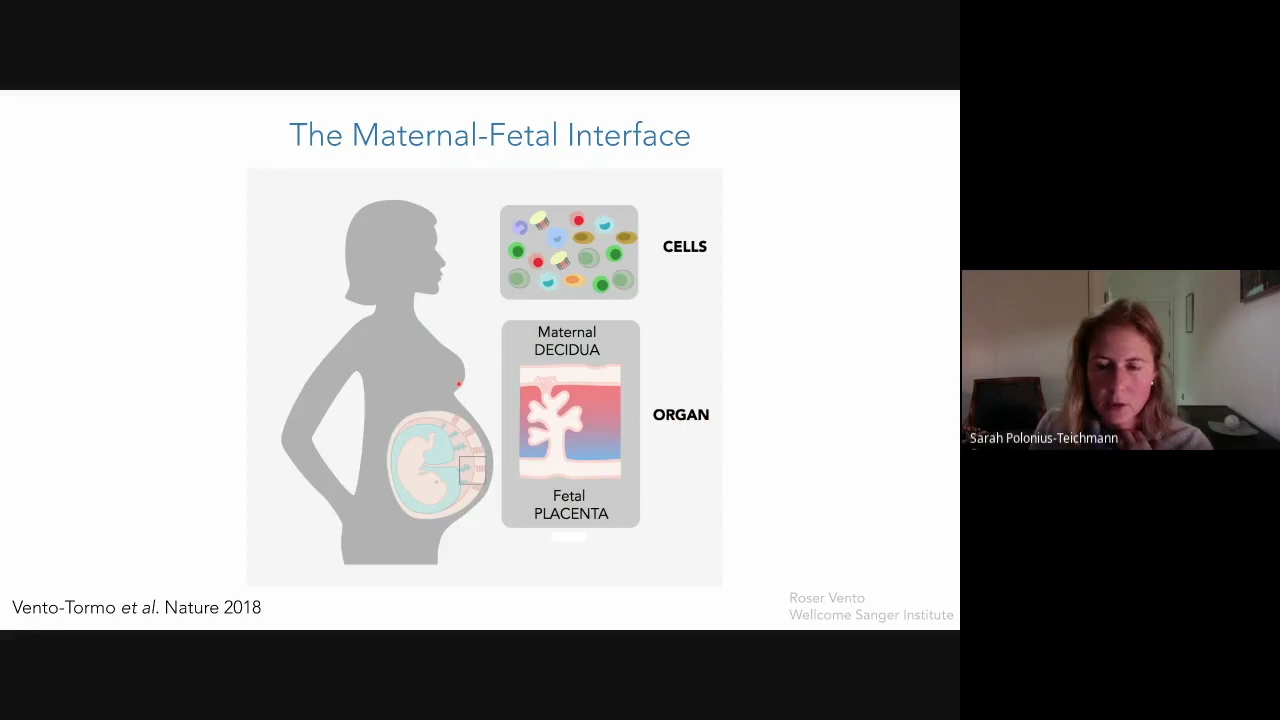 The Maternal-Fetal Interface
CELLS
Maternal
DECIDUA
ORGAN
Fetal
PLACENTA
Vento-Tormo et al. Nature 2018
Roser Vento
Wellcome Sanger Institute
Sarah Polonius-Teichmann